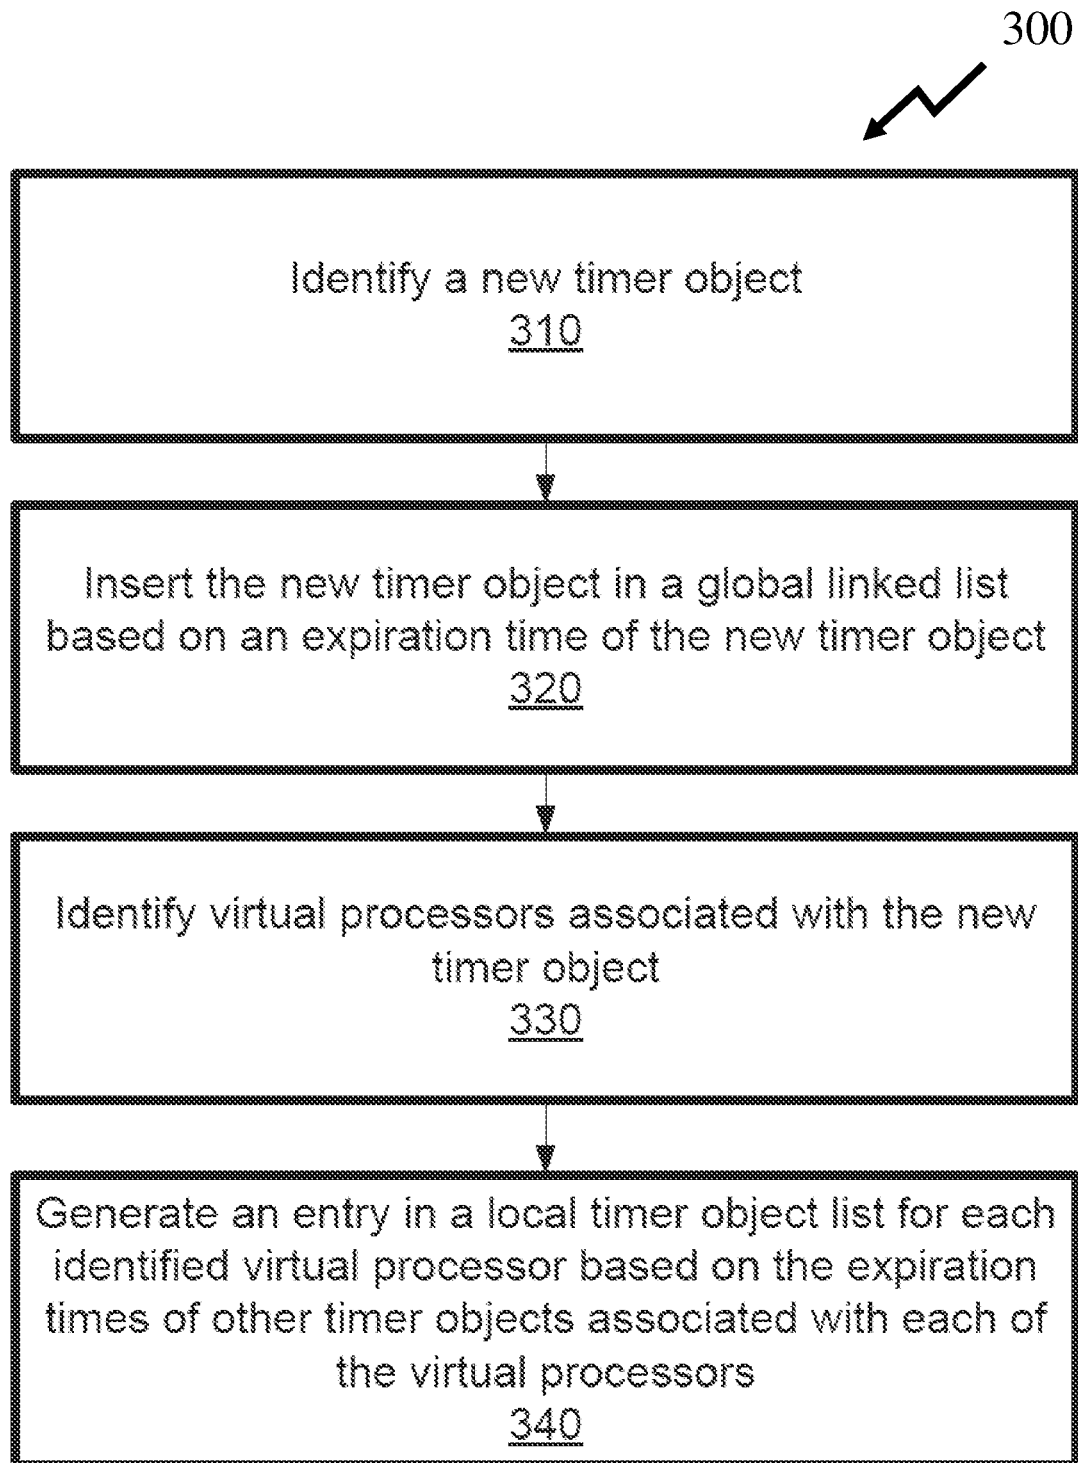 300
Identify a new timer object
310
Insert the new timer object in a global linked list
based on an expiration time of the new timer object
320
Identify virtual processors associated with the new
timer object
330
Generate an entry in a local timer object list for each
identified virtual processor based on the expiration
times of other timer objects associated with each of
the virtual processors
340